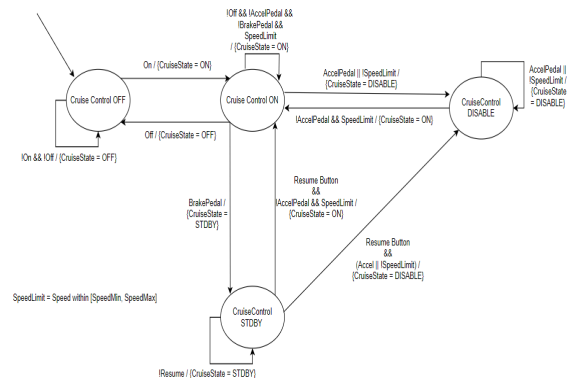 !Off && !AccelPedal &&
!BrakePedal &&
SpeedLimit
/ {CruiseState = ON}
On / {CruiseState = ON}
Cruise Control OFF
Cruise Control ON
AccelPedal || !SpeedLimit /
{CruiseState = DISABLE}
AccelPedal ||
!SpeedLimit /
{CruiseState
= DISABLE}
CruiseControl
DISABLE
!AccelPedal && SpeedLimit / {CruiseState = ON}
Off / {CruiseState = OFF}
!On && !Off / {CruiseState = OFF}
BrakePedal /
{CruiseState =
STDBY}
Resume Button
&&
!AccelPedal && SpeedLimit /
{CruiseState = ON}
Resume Button
&&
(Accel || !SpeedLimit) /
{CruiseState = DISABLE}
SpeedLimit = Speed within [SpeedMin, SpeedMax]
CruiseControl
STDBY
!Resume / {CruiseState = STDBY}